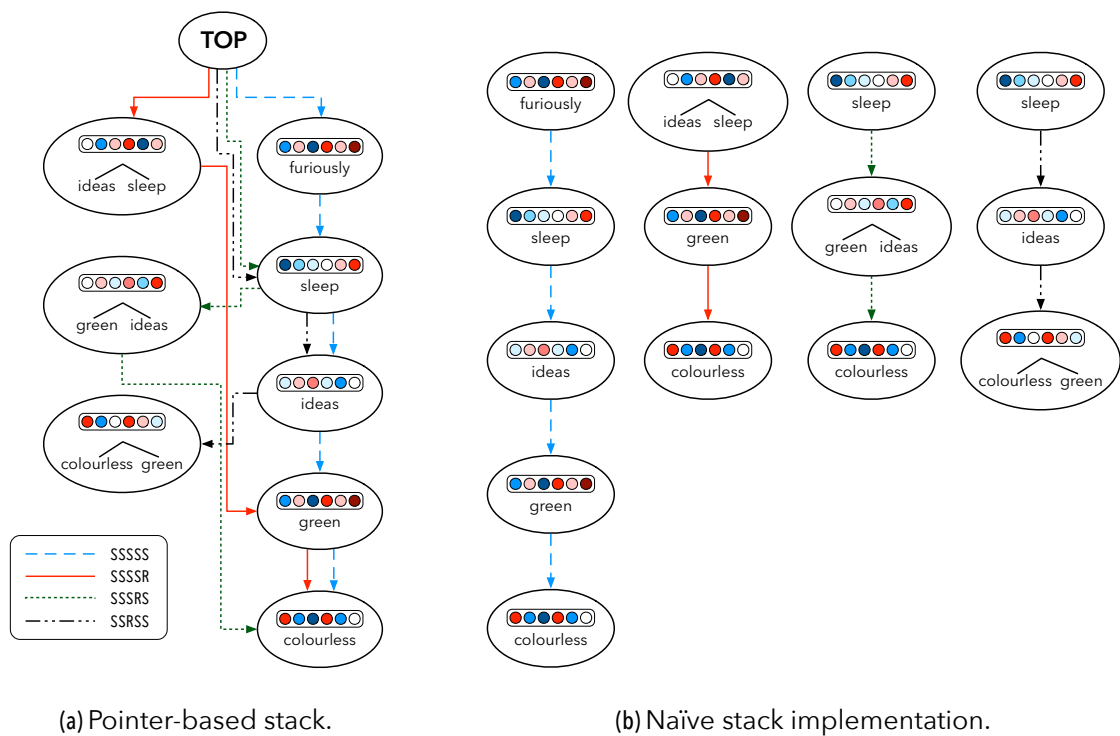 TOP
ideas sleep
furiously
sleep
green ideas
ideas
colourless green
green
colourless
SSSSS
SSSSR
SSSRS
SSRSS
(a) Pointer-based stack.
furiously
sleep
ideas
green
colourless
ideas sleep
green
colourless
sleep
green ideas
colourless
sleep
ideas
colourless green
(b) Naïve stack implementation.